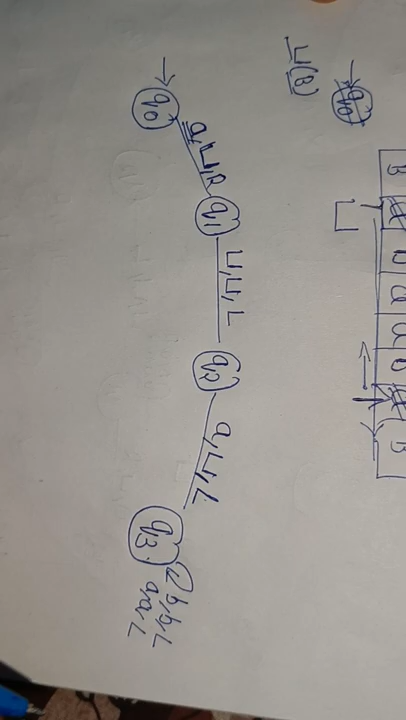 B a b a a b a B
⊔(B)
q0
q0
a,⊔,R
q1
⊔,⊔,L
q2
a,⊔,L
q3
b,b,L
a,a,L